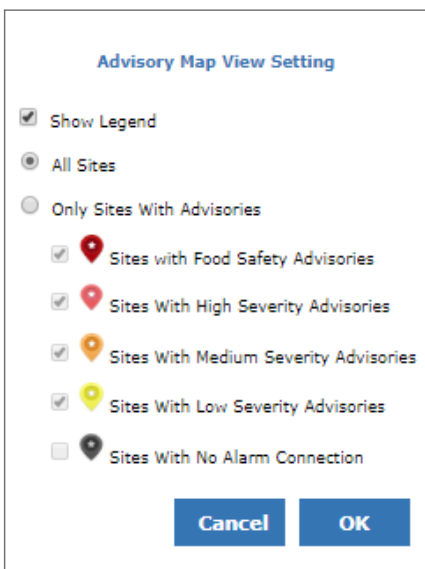 Advisory Map View Setting
Show Legend
All Sites
Only Sites With Advisories
Sites with Food Safety Advisories
Sites With High Severity Advisories
Sites With Medium Severity Advisories
Sites With Low Severity Advisories
Sites With No Alarm Connection
Cancel OK